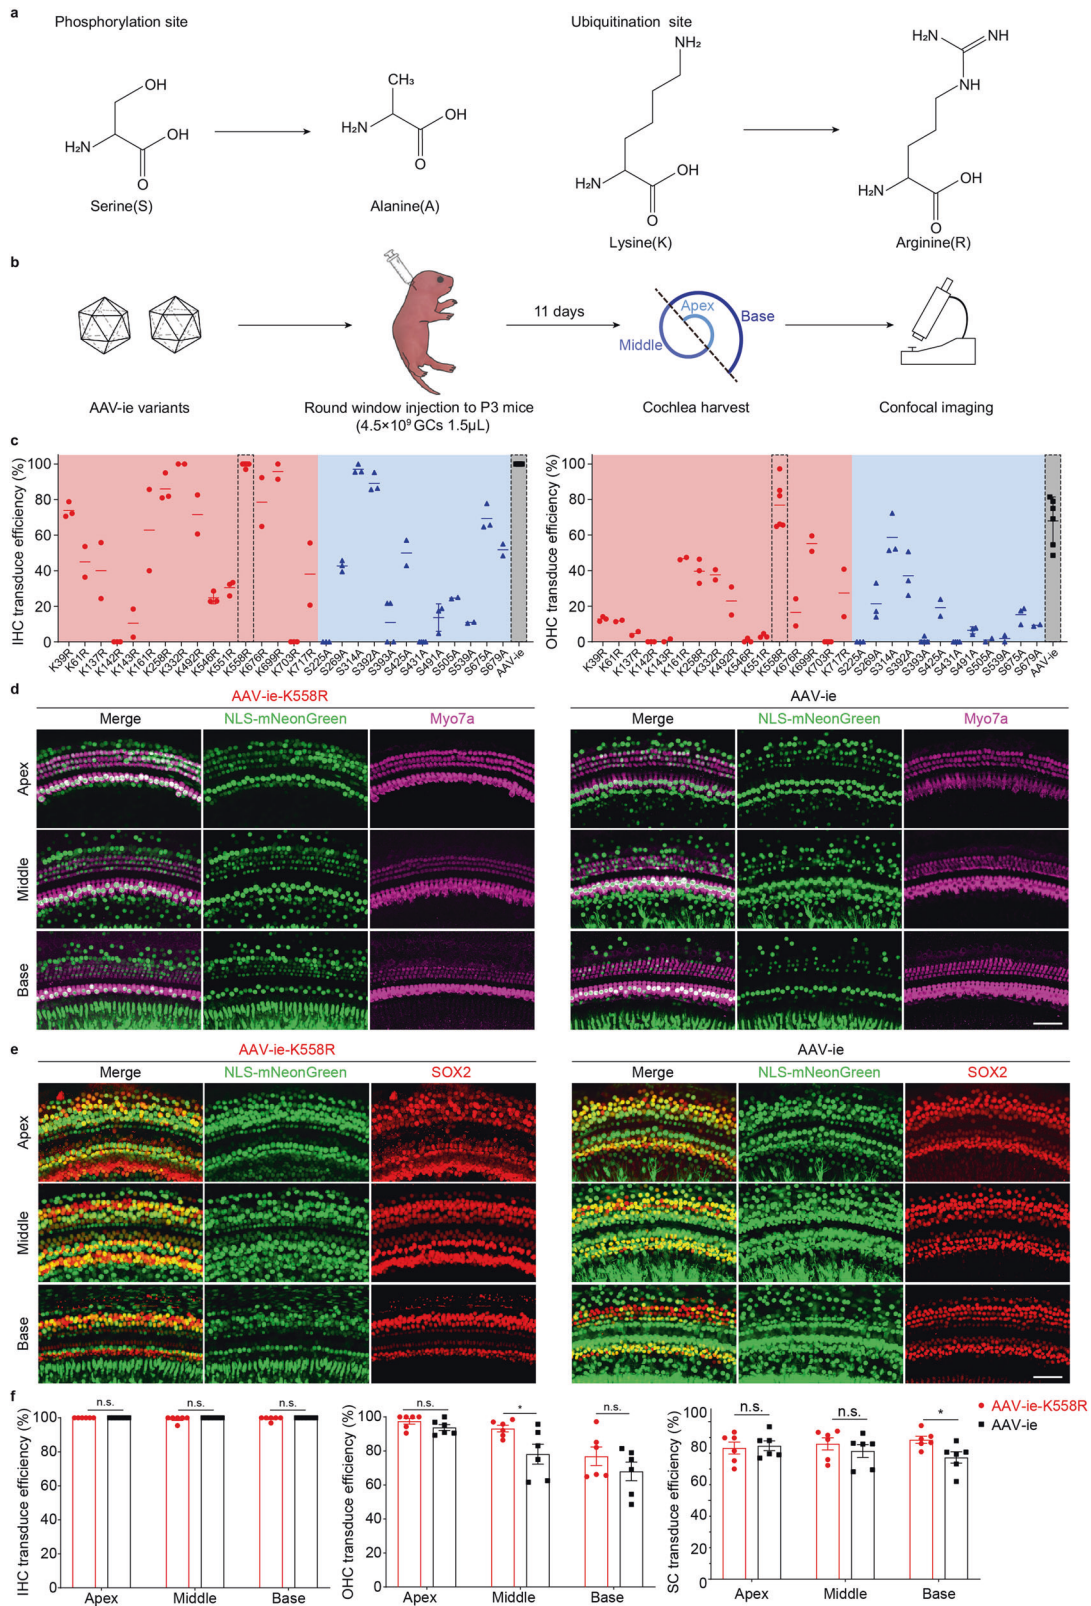 a
Phosphorylation site
Ubiquitination site
OH
OH
H₂N
O
Serine(S)
CH₃
OH
H₂N
O
Alanine(A)
NH₂
H₂N
OH
O
Lysine(K)
H₂N
NH
NH
H₂N
OH
O
Arginine(R)
b
11 days
Apex
Base
Middle
AAV-ie variants
Round window injection to P3 mice
(4.5×10⁹ GCs 1.5μL)
Cochlea harvest
Confocal imaging
c
IHC transduce efficiency (%)
100
80
60
40
20
0
K39R
K61R
K137R
K142R
K143R
K161R
K258R
K332R
K492R
K546R
K551R
K558R
K676R
K699R
K703R
K717R
S225A
S269A
S314A
S392A
S393A
S425A
S431A
S491A
S505A
S539A
S675A
S679A
AAV-ie
OHC transduce efficiency (%)
100
80
60
40
20
0
K39R
K61R
K137R
K142R
K143R
K161R
K258R
K332R
K492R
K546R
K551R
K558R
K676R
K699R
K703R
K717R
S225A
S269A
S314A
S392A
S393A
S425A
S431A
S491A
S505A
S539A
S675A
S679A
AAV-ie
d
AAV-ie-K558R
AAV-ie
Merge
NLS-mNeonGreen
Myo7a
Merge
NLS-mNeonGreen
Myo7a
Apex
Middle
Base
e
AAV-ie-K558R
AAV-ie
Merge
NLS-mNeonGreen
SOX2
Merge
NLS-mNeonGreen
SOX2
Apex
Middle
Base
f
IHC transduce efficiency (%)
100
80
60
40
20
0
n.s.
n.s.
n.s.
Apex
Middle
Base
OHC transduce efficiency (%)
100
80
60
40
20
0
n.s.
*
n.s.
Apex
Middle
Base
SC transduce efficiency (%)
100
80
60
40
20
0
n.s.
n.s.
*
Apex
Middle
Base
AAV-ie-K558R
AAV-ie